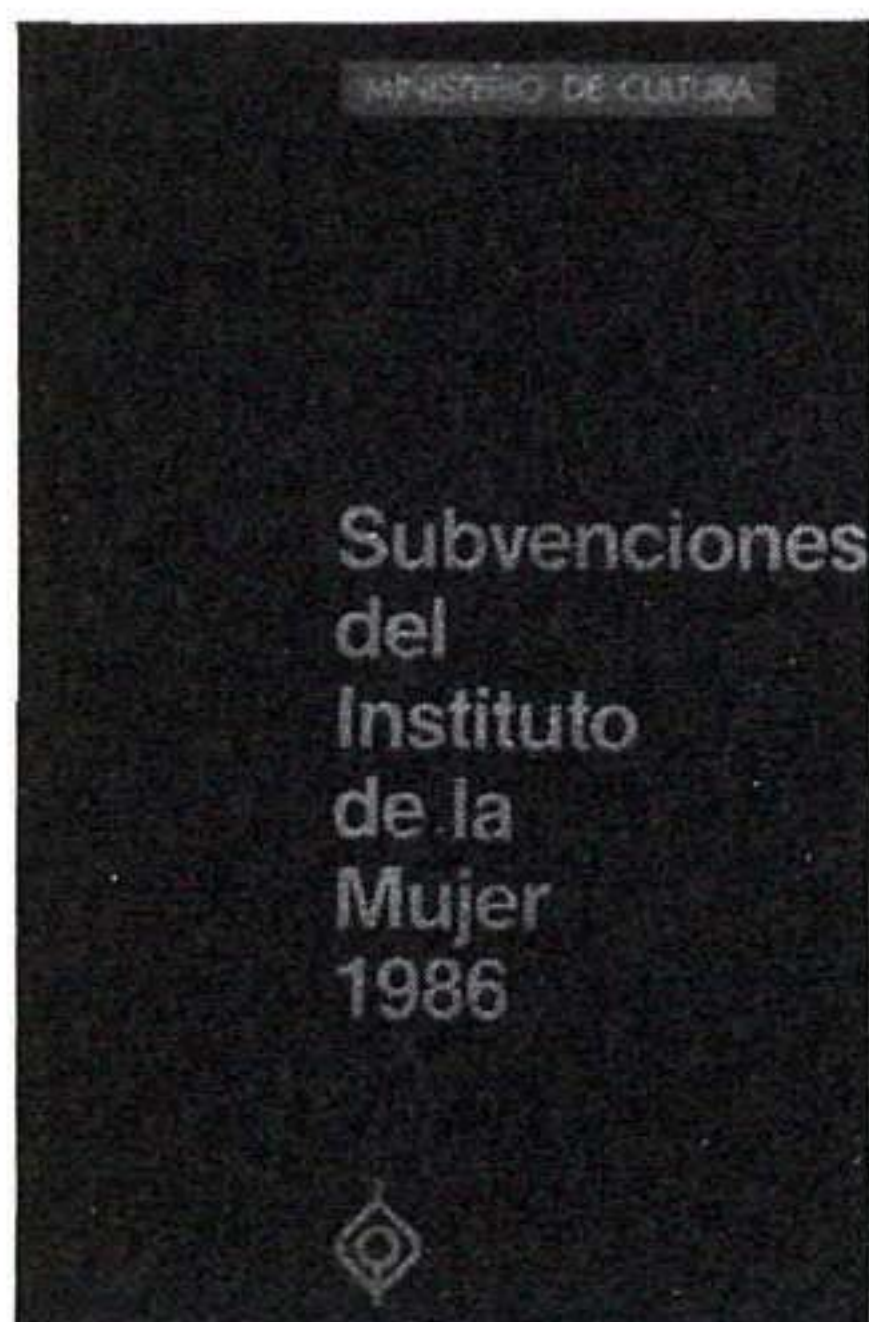 MINISTERIO DE CULTURA
Subvenciones
del
Instituto
de la
Mujer
1986